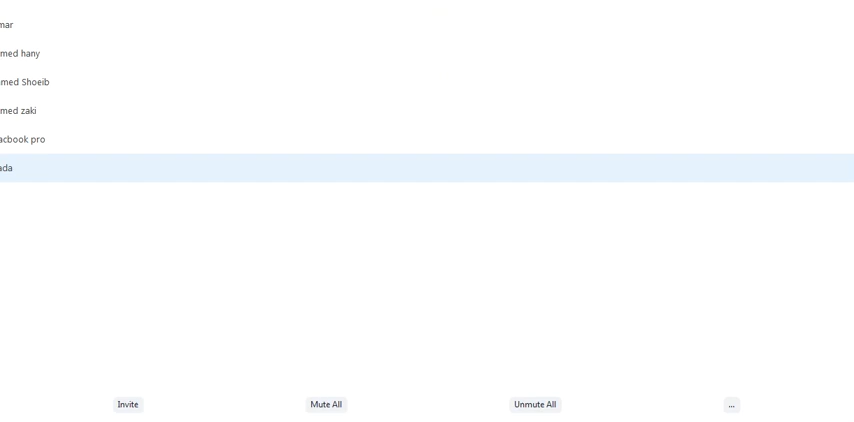 mar
med hany
med Shoeib
med zaki
acbook pro
ada
Invite Mute All Unmute All ...